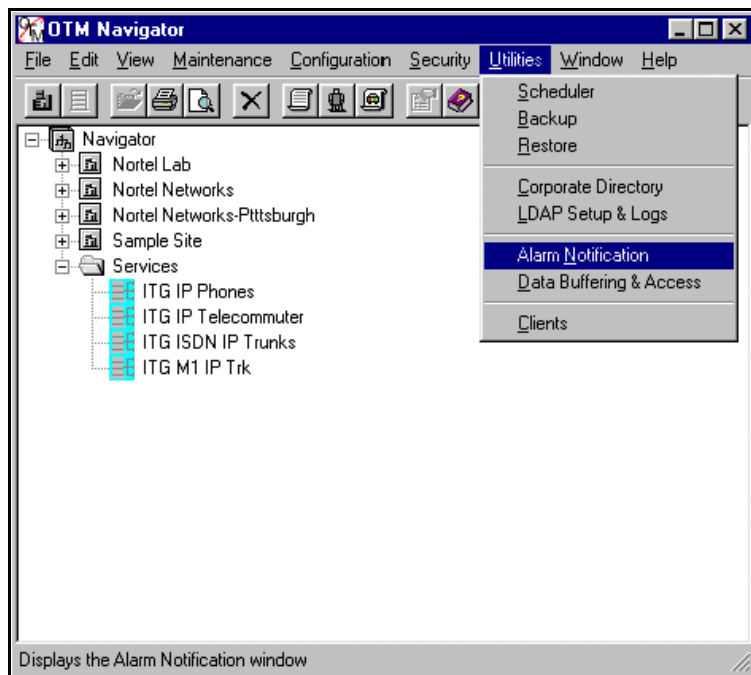 OTM Navigator
File Edit View Maintenance Configuration Security Utilities Window Help
Scheduler
Backup
Restore
Corporate Directory
LDAP Setup & Logs
Alarm Notification
Data Buffering & Access
Clients
Navigator
Nortel Lab
Nortel Networks
Nortel Networks-Ptttsburgh
Sample Site
Services
ITG IP Phones
ITG IP Telecommuter
ITG ISDN IP Trunks
ITG M1 IP Trk
Displays the Alarm Notification window